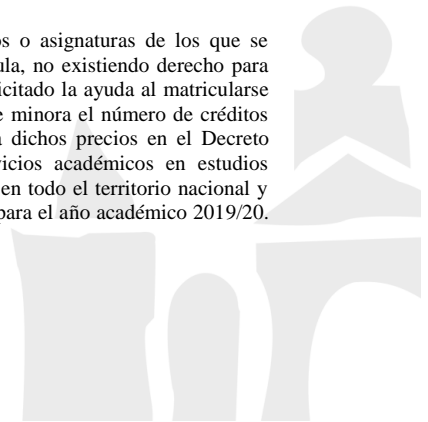 os o asignaturas de los que se
ula, no existiendo derecho para
icitado la ayuda al matricularse
e minora el número de créditos
a dichos precios en el Decreto
vicios académicos en estudios
en todo el territorio nacional y
para el año académico 2019/20.